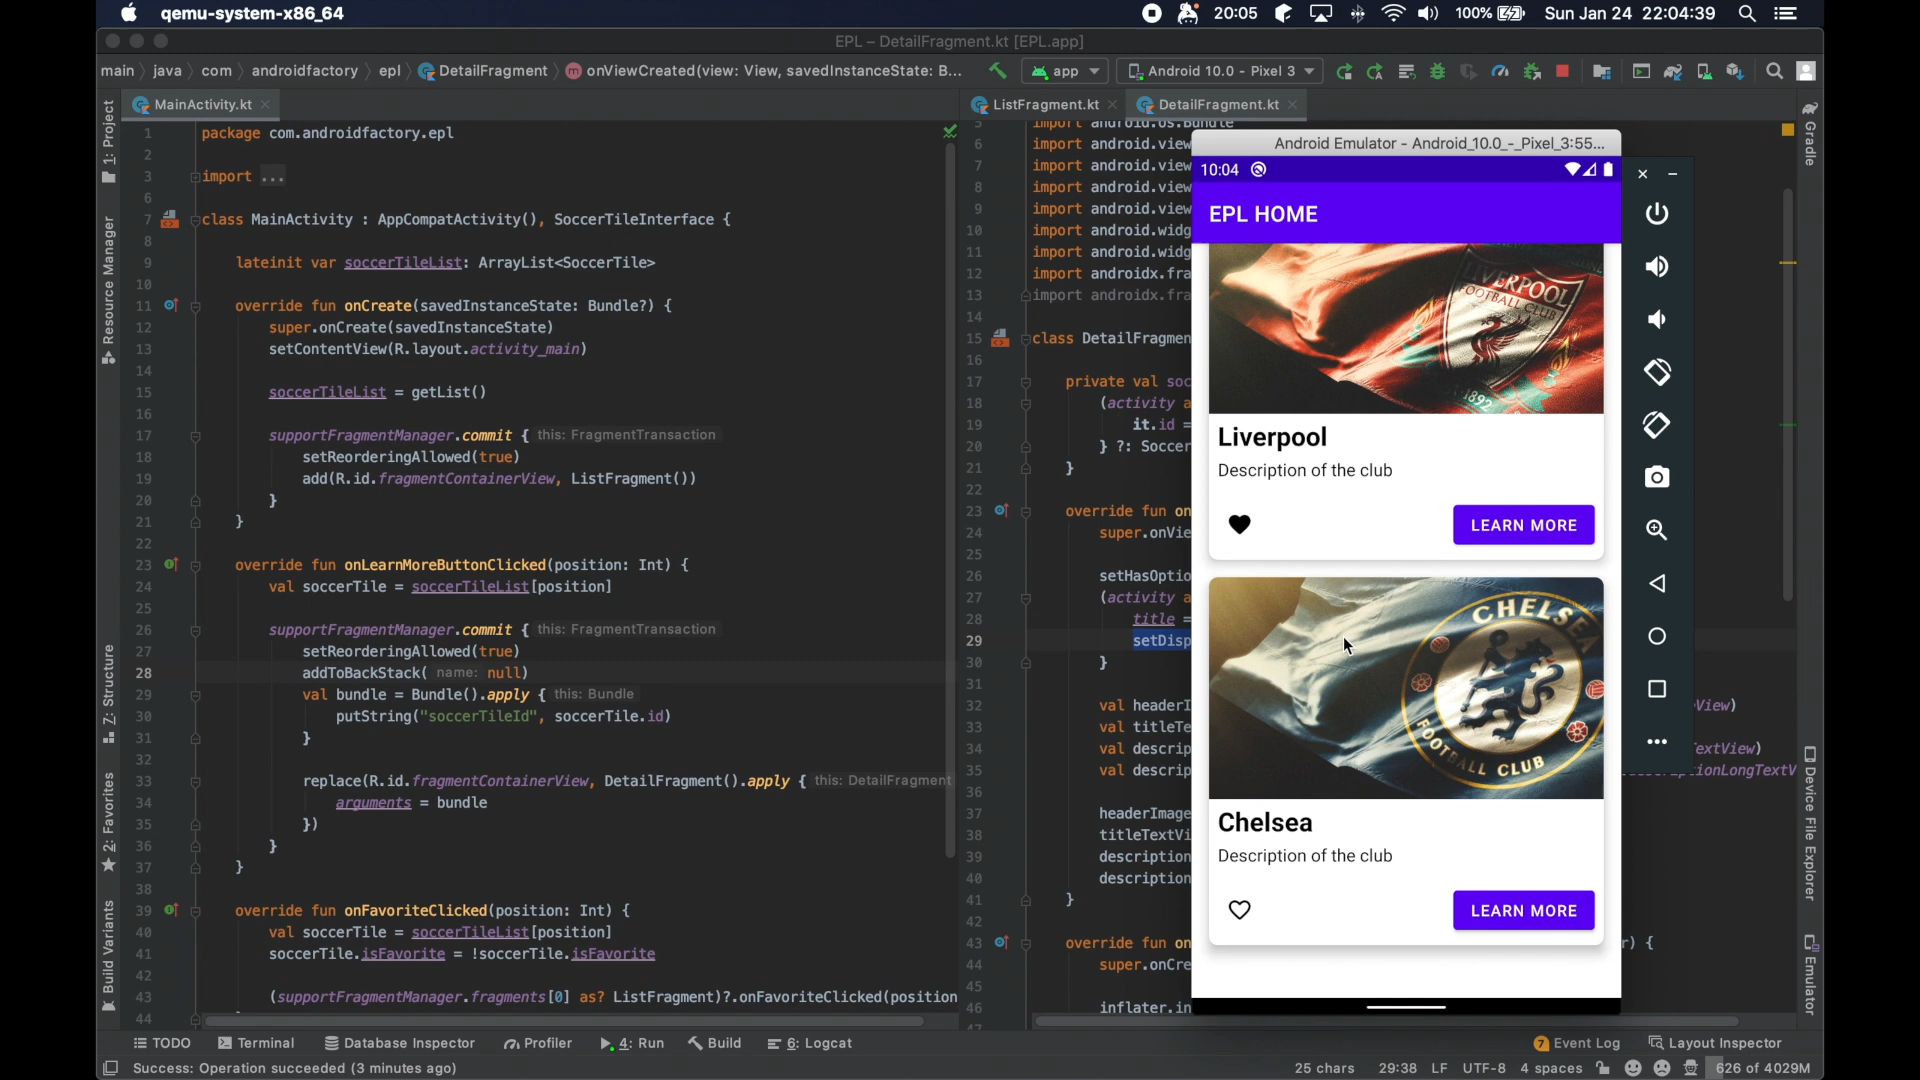 qemu-system-x86_64
20:05
100%
Sun Jan 24 22:04:39
EPL – DetailFragment.kt [EPL.app]
main
java
com
androidfactory
epl
DetailFragment
onViewCreated(view: View, savedInstanceState: B...
app
Android 10.0 - Pixel 3
MainActivity.kt
1 package com.androidfactory.epl
2
3 import ...
6
7 class MainActivity : AppCompatActivity(), SoccerTileInterface {
8
9 lateinit var soccerTileList: ArrayList<SoccerTile>
10
11 override fun onCreate(savedInstanceState: Bundle?) {
12 super.onCreate(savedInstanceState)
13 setContentView(R.layout.activity_main)
14
15 soccerTileList = getList()
16
17 supportFragmentManager.commit { this: FragmentTransaction
18 setReorderingAllowed(true)
19 add(R.id.fragmentContainerView, ListFragment())
20 }
21 }
22
23 override fun onLearnMoreButtonClicked(position: Int) {
24 val soccerTile = soccerTileList[position]
25
26 supportFragmentManager.commit { this: FragmentTransaction
27 setReorderingAllowed(true)
28 addToBackStack( name: null)
29 val bundle = Bundle().apply { this: Bundle
30 putString("soccerTileId", soccerTile.id)
31 }
32
33 replace(R.id.fragmentContainerView, DetailFragment().apply { this: DetailFragment
34 arguments = bundle
35 })
36 }
37 }
38
39 override fun onFavoriteClicked(position: Int) {
40 val soccerTile = soccerTileList[position]
41 soccerTile.isFavorite = !soccerTile.isFavorite
42
43 (supportFragmentManager.fragments[0] as? ListFragment)?.onFavoriteClicked(position
44
ListFragment.kt
DetailFragment.kt
5 import android.os.Bundle
6 import android.view
7 import android.view
8 import android.view
9 import android.view
10 import android.widg
11 import android.widg
12 import androidx.fra
13 import androidx.fra
14
15 class DetailFragmen
16
17 private val soc
18 (activity a
19 it.id =
20 } ?: Soccer
21 }
22
23 override fun on
24 super.onVie
25
26 setHasOptio
27 (activity a
28 title =
29 setDisp
30 }
31
32 val headerI
View)
33 val titleTe
34 val descrip
TextView)
35 val descrip
36
37 headerImage
38 titleTextVi
39 description
40 description
41 }
42
43 override fun on
r) {
44 super.onCre
45
46 inflater.in
47
Android Emulator - Android_10.0_-_Pixel_3:55...
10:04
EPL HOME
LIVERPOOL
FOOTBALL CLUB
1892
Liverpool
Description of the club
LEARN MORE
CHELSEA
FOOTBALL CLUB
Chelsea
Description of the club
LEARN MORE
1: Project
Resource Manager
Z: Structure
2: Favorites
Build Variants
Gradle
Device File Explorer
Emulator
TODO
Terminal
Database Inspector
Profiler
4: Run
Build
6: Logcat
7 Event Log
Layout Inspector
Success: Operation succeeded (3 minutes ago)
25 chars
29:38
LF
UTF-8
4 spaces
626 of 4029M